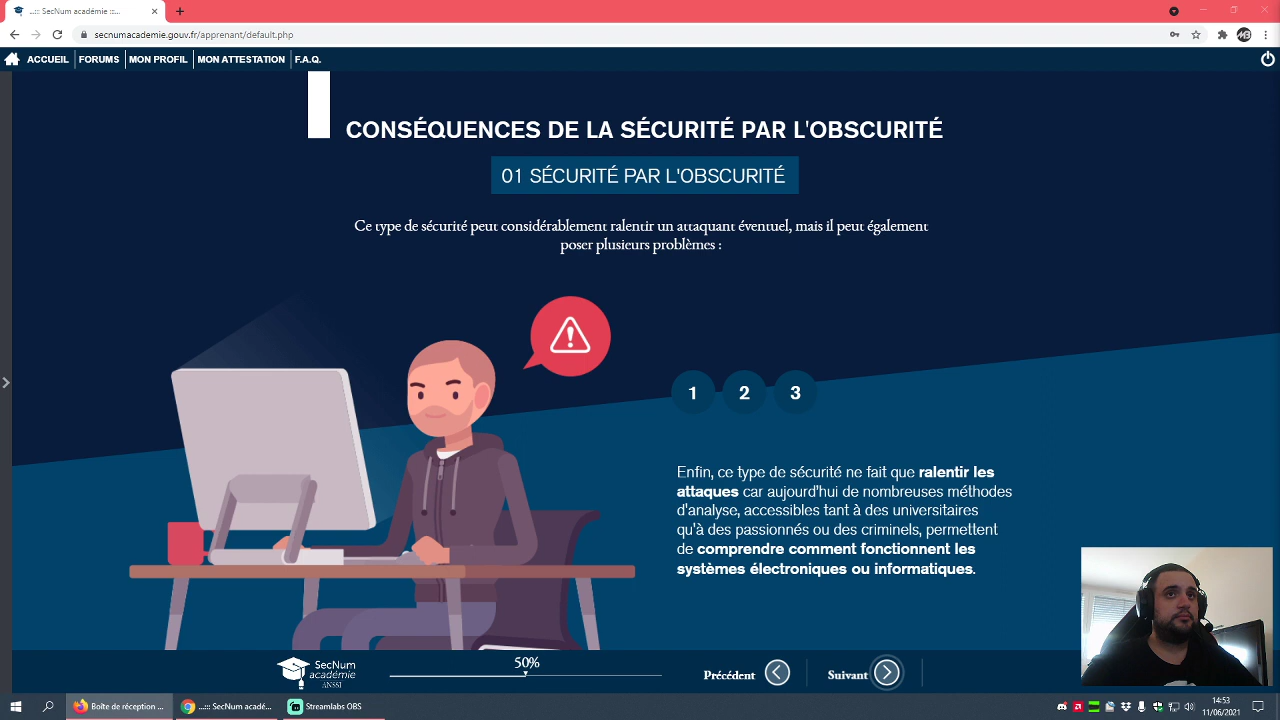 ..::: SecNum académie ::...
secnumacademie.gouv.fr/apprenant/default.php
ACCUEIL FORUMS MON PROFIL MON ATTESTATION F.A.Q.
CONSÉQUENCES DE LA SÉCURITÉ PAR L'OBSCURITÉ
01 SÉCURITÉ PAR L'OBSCURITÉ
Ce type de sécurité peut considérablement ralentir un attaquant éventuel, mais il peut également
poser plusieurs problèmes :
1 2 3
Enfin, ce type de sécurité ne fait que ralentir les
attaques car aujourd'hui de nombreuses méthodes
d'analyse, accessibles tant à des universitaires
qu'à des passionnés ou des criminels, permettent
de comprendre comment fonctionnent les
systèmes électroniques ou informatiques.
SecNum
académie
ANSSI
50%
Précédent
Suivant
Boîte de réception ...
..::: SecNum acadé...
Streamlabs OBS
14:53
11/06/2021